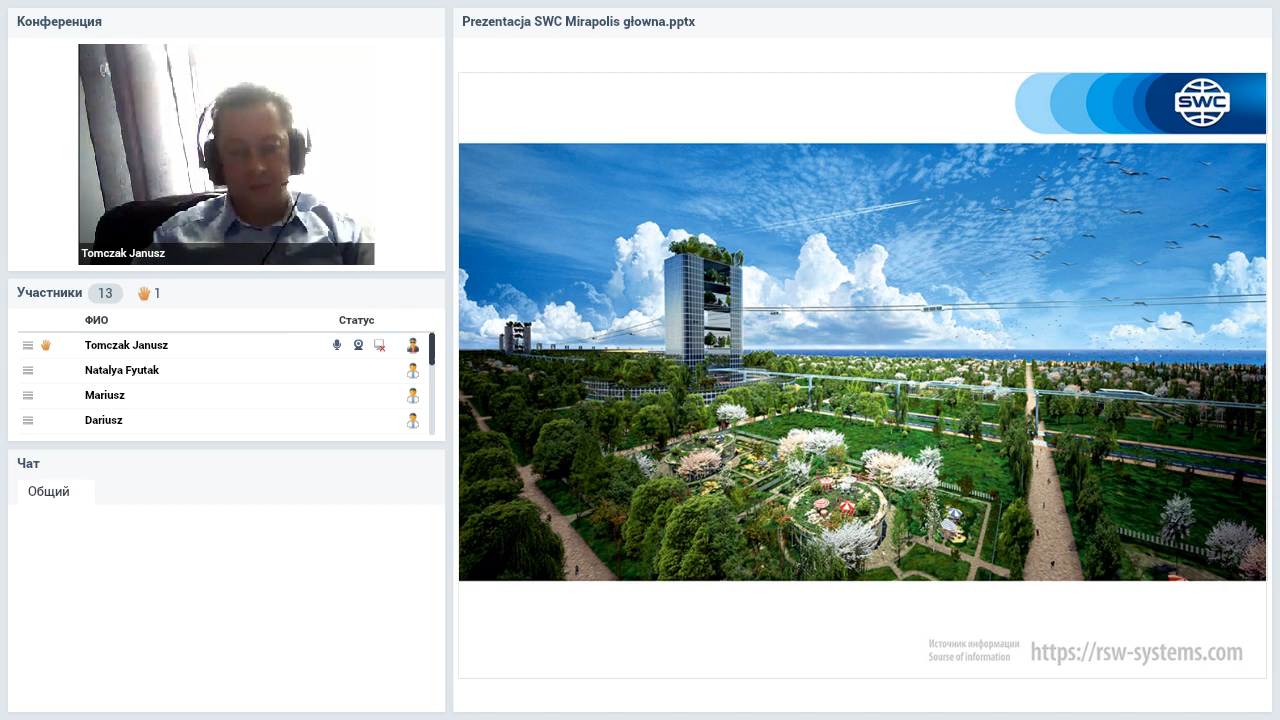 Конференция
Tomczak Janusz
Участники 13 1
ФИО Статус
Tomczak Janusz
Natalya Fyutak
Mariusz
Dariusz
Чат
Общий
Prezentacja SWC Mirapolis głowna.pptx
SWC
Источник информации
Sourse of information
https://rsw-systems.com